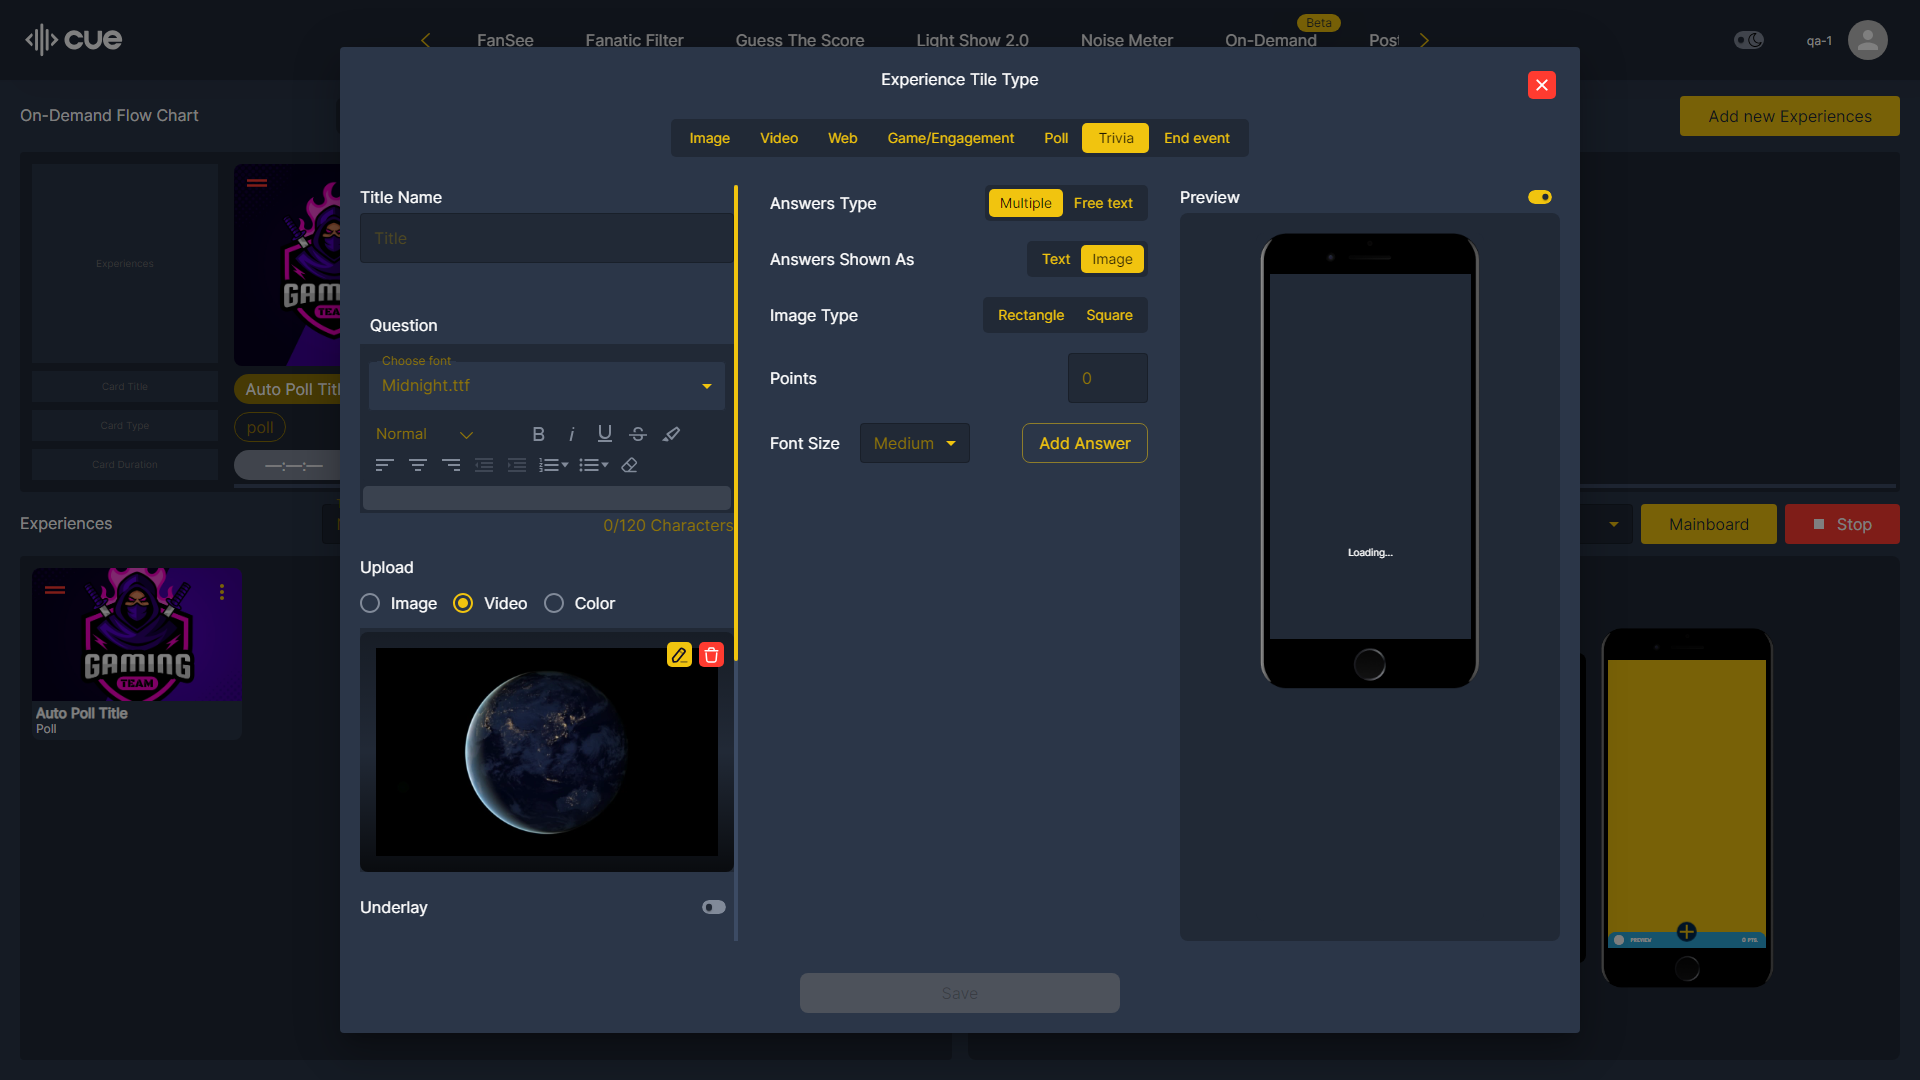 cue
FanSee
Fanatic Filter
Guess The Score
Light Show 2.0
Noise Meter
Beta
On-Demand
Post
qa-1
Experience Tile Type
On-Demand Flow Chart
Add new Experiences
Image
Video
Web
Game/Engagement
Poll
Trivia
End event
Title Name
Title
Answers Type
Multiple
Free text
Preview
Experiences
GAM
TEA
Answers Shown As
Text
Image
Question
Image Type
Rectangle
Square
Choose font
Midnight.ttf
Points
0
Card Title
Auto Poll Titl
Card Type
poll
Normal
B i U S
Font Size
Medium
Add Answer
Card Duration
—:—:—
0/120 Characters
Experiences
Mainboard
Stop
Loading...
Upload
Image
Video
Color
GAMING
TEAM
Auto Poll Title
Poll
Underlay
PREVIEW
0 PTS.
Save